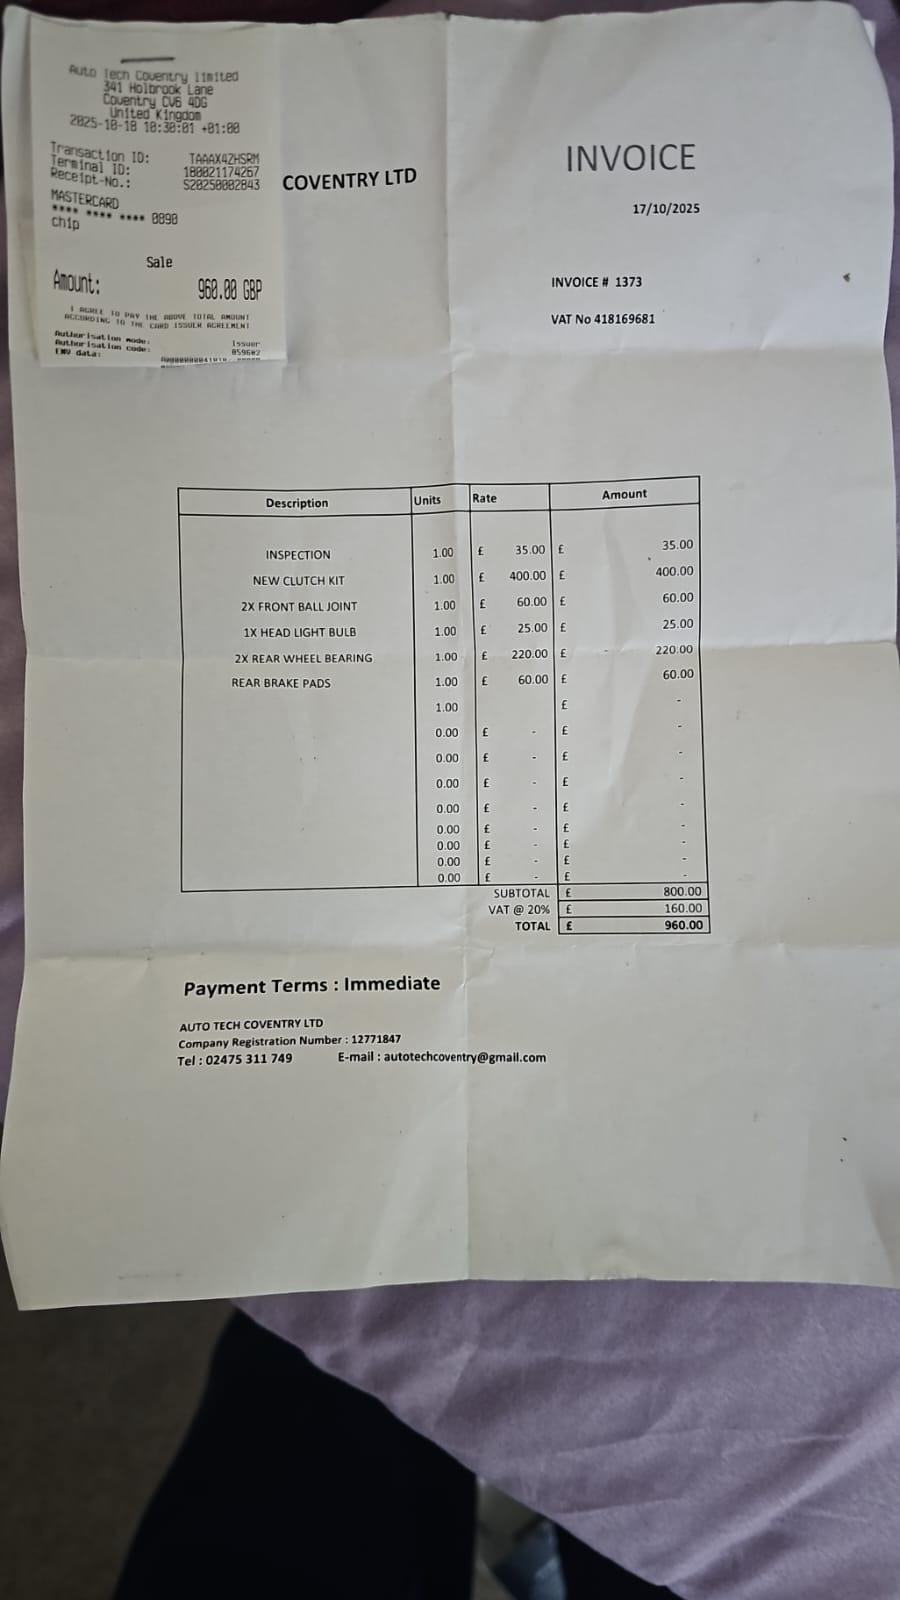 Auto Tech Coventry limited
341 Holbrook Lane
Coventry CV6 4DG
United Kingdom
2025-10-18 10:30:01 +01:00
Transaction ID: TAAAX4ZHSRM
Terminal ID: 180021174267
Receipt-No.: S20250002843
MASTERCARD
**** **** **** 0890
chip
Sale
Amount: 960.00 GBP
I AGREE TO PAY THE ABOVE TOTAL AMOUNT
ACCORDING TO THE CARD ISSUER AGREEMENT
Authorisation mode: Issuer
Authorisation code: 059602
EMV data:
COVENTRY LTD
INVOICE
17/10/2025
INVOICE # 1373
VAT No 418169681
Description Units Rate Amount
INSPECTION 1.00 £ 35.00 £ 35.00
NEW CLUTCH KIT 1.00 £ 400.00 £ 400.00
2X FRONT BALL JOINT 1.00 £ 60.00 £ 60.00
1X HEAD LIGHT BULB 1.00 £ 25.00 £ 25.00
2X REAR WHEEL BEARING 1.00 £ 220.00 £ 220.00
REAR BRAKE PADS 1.00 £ 60.00 £ 60.00
1.00 £ -
0.00 £ - £ -
0.00 £ - £ -
0.00 £ - £ -
0.00 £ - £ -
0.00 £ - £ -
0.00 £ - £ -
0.00 £ - £ -
0.00 £ - £ -
SUBTOTAL £ 800.00
VAT @ 20% £ 160.00
TOTAL £ 960.00
Payment Terms : Immediate
AUTO TECH COVENTRY LTD
Company Registration Number : 12771847
Tel : 02475 311 749 E-mail : autotechcoventry@gmail.com